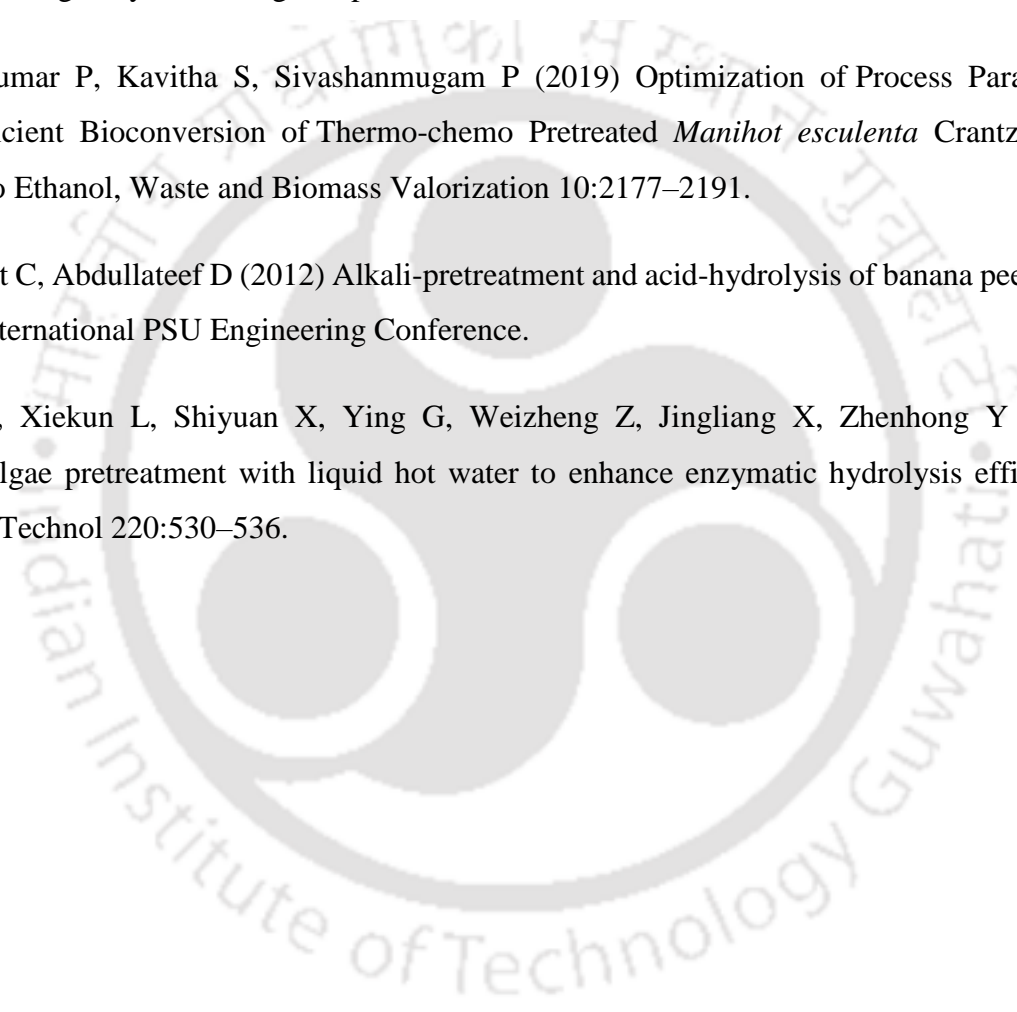 umar P, Kavitha S, Sivashanmugam P (2019) Optimization of Process Para
cient Bioconversion of Thermo-chemo Pretreated Manihot esculenta Crantz
o Ethanol, Waste and Biomass Valorization 10:2177–2191.
t C, Abdullateef D (2012) Alkali-pretreatment and acid-hydrolysis of banana pee
nternational PSU Engineering Conference.
, Xiekun L, Shiyuan X, Ying G, Weizheng Z, Jingliang X, Zhenhong Y
lgae pretreatment with liquid hot water to enhance enzymatic hydrolysis effi
Technol 220:530–536.
Indian Institute of Technology Guwahati